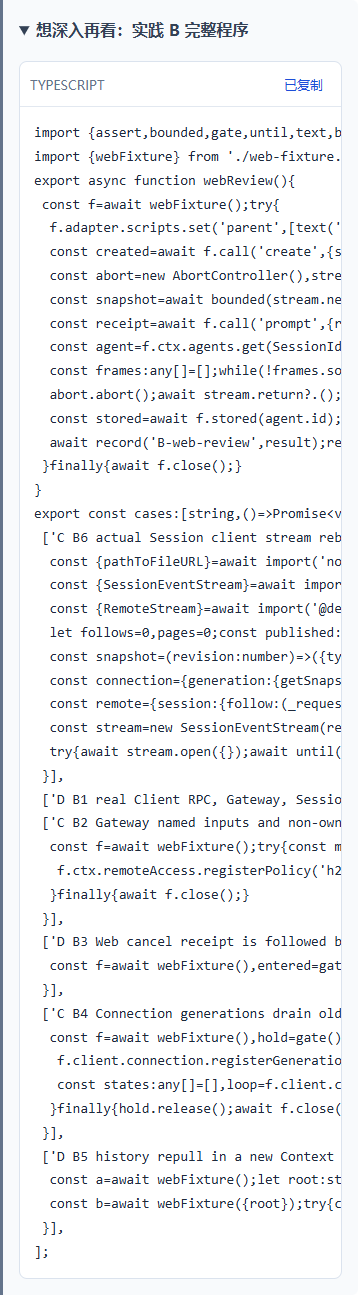 ▼ 想深入再看：实践 B 完整程序
TYPESCRIPT 已复制
import {assert,bounded,gate,until,text,b
import {webFixture} from './web-fixture.
export async function webReview(){
const f=await webFixture();try{
f.adapter.scripts.set('parent',[text('
const created=await f.call('create',{s
const abort=new AbortController(),stre
const snapshot=await bounded(stream.ne
const receipt=await f.call('prompt',{r
const agent=f.ctx.agents.get(SessionId
const frames:any[]=[];while(!frames.so
abort.abort();await stream.return?.();
const stored=await f.stored(agent.id);
await record('B-web-review',result);re
}finally{await f.close();}
}
export const cases:[string,()=>Promise<v
['C B6 actual Session client stream reb
const {pathToFileURL}=await import('no
const {SessionEventStream}=await impor
const {RemoteStream}=await import('@de
let follows=0,pages=0;const published:
const snapshot=(revision:number)=>({ty
const connection={generation:{getSnaps
const remote={session:{follow:(_reques
const stream=new SessionEventStream(re
try{await stream.open({});await until(
}],
['D B1 real Client RPC, Gateway, Sessio
['C B2 Gateway named inputs and non-own
const f=await webFixture();try{const m
f.ctx.remoteAccess.registerPolicy('h2
}finally{await f.close();}
}],
['D B3 Web cancel receipt is followed b
const f=await webFixture(),entered=gat
}],
['C B4 Connection generations drain old
const f=await webFixture(),hold=gate()
f.client.connection.registerGeneratio
const states:any[]=[],loop=f.client.c
}finally{hold.release();await f.close(
}],
['D B5 history repull in a new Context
const a=await webFixture();let root:st
const b=await webFixture({root});try{c
}],
];